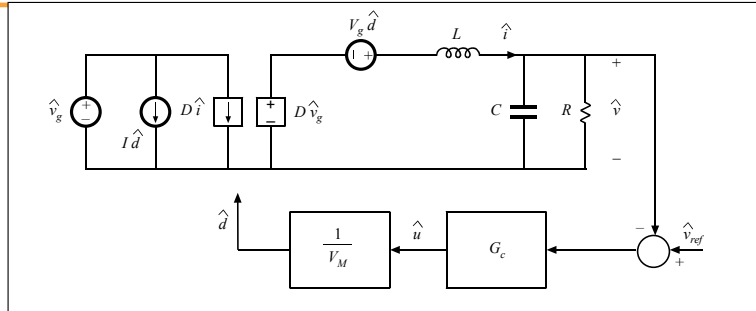 V_g d̂
L
î
+
v̂_g
+
−
I d̂
D î
+
−
D v̂_g
− +
C
R
v̂
−
d̂
1
V_M
û
G_c
−
v̂_ref
+